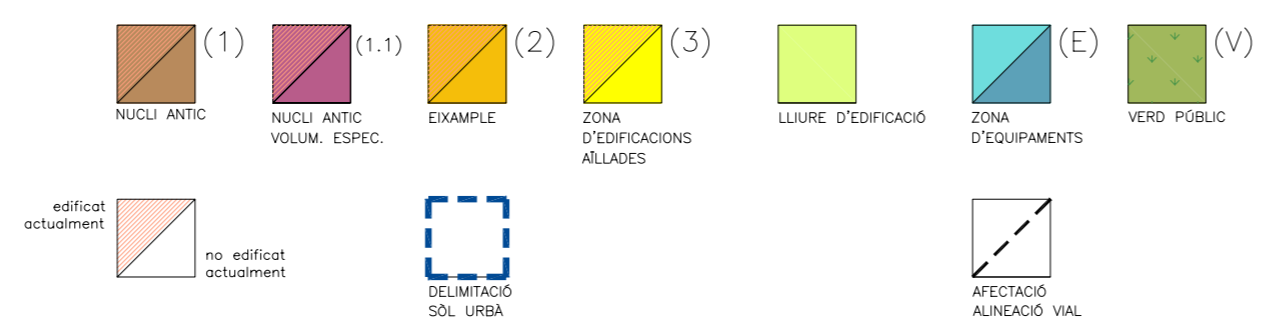 (1)
NUCLI ANTIC
(1.1)
NUCLI ANTIC
VOLUM. ESPEC.
(2)
EIXAMPLE
(3)
ZONA
D'EDIFICACIONS
AÏLLADES
LLIURE D'EDIFICACIÓ
(E)
ZONA
D'EQUIPAMENTS
(V)
VERD PÚBLIC
edificat
actualment
no edificat
actualment
DELIMITACIÓ
SÒL URBÀ
AFECTACIÓ
ALINEACIÓ VIAL